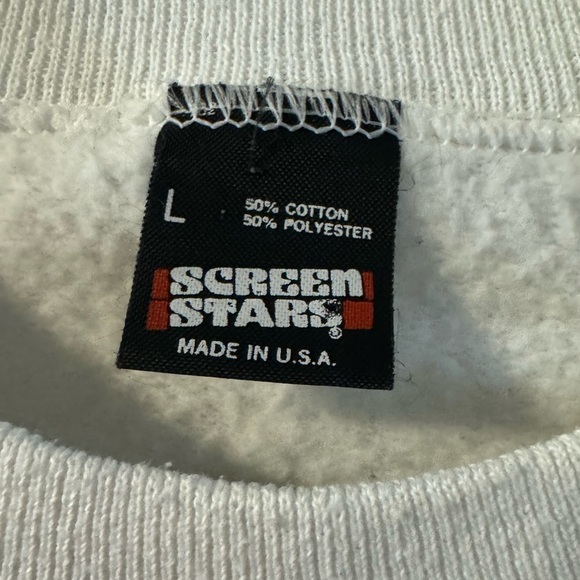 L
50% COTTON
50% POLYESTER
SCREEN
STARS®
MADE IN U.S.A.